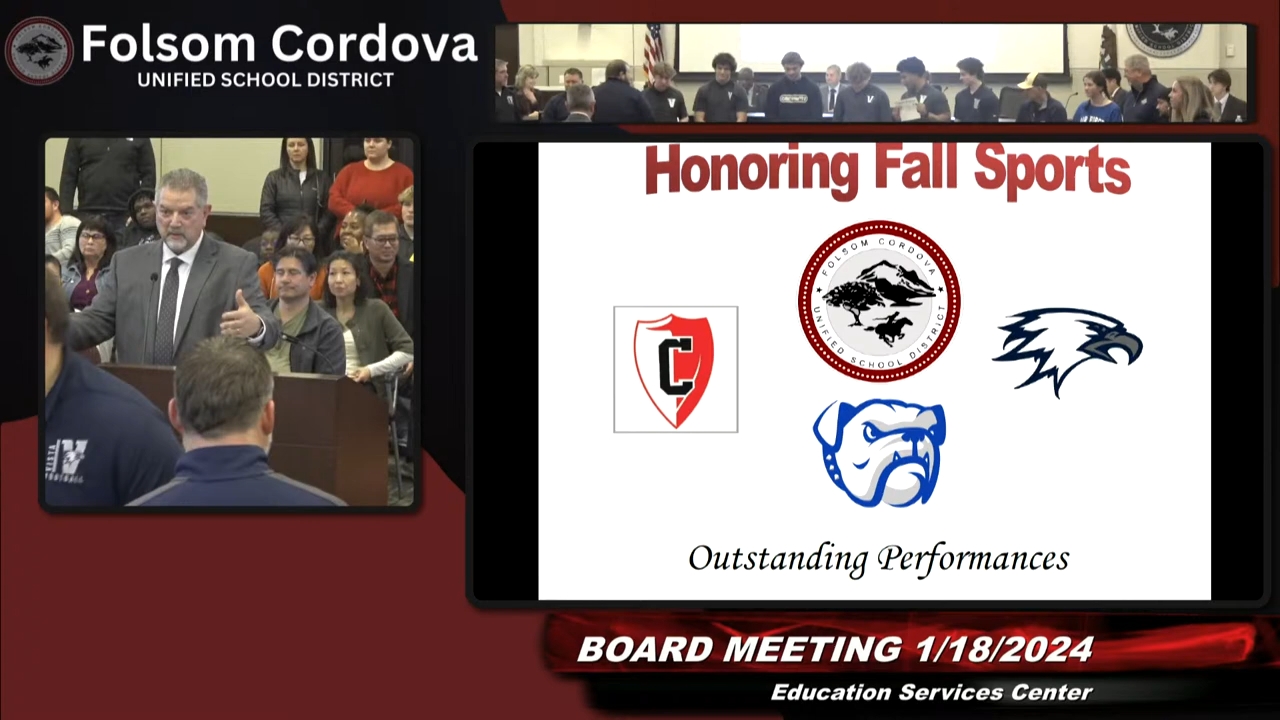 Folsom Cordova
UNIFIED SCHOOL DISTRICT
Honoring Fall Sports
FOLSOM CORDOVA
UNIFIED SCHOOL DISTRICT
C
V
Outstanding Performances
BOARD MEETING 1/18/2024
Education Services Center